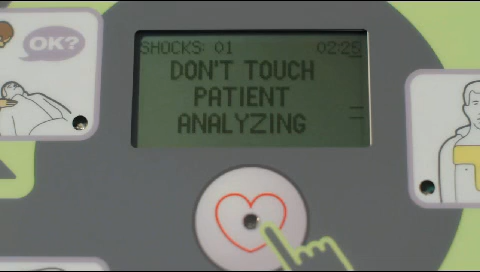 OK?
SHOCKS: 01 02:25
DON'T TOUCH
PATIENT
ANALYZING